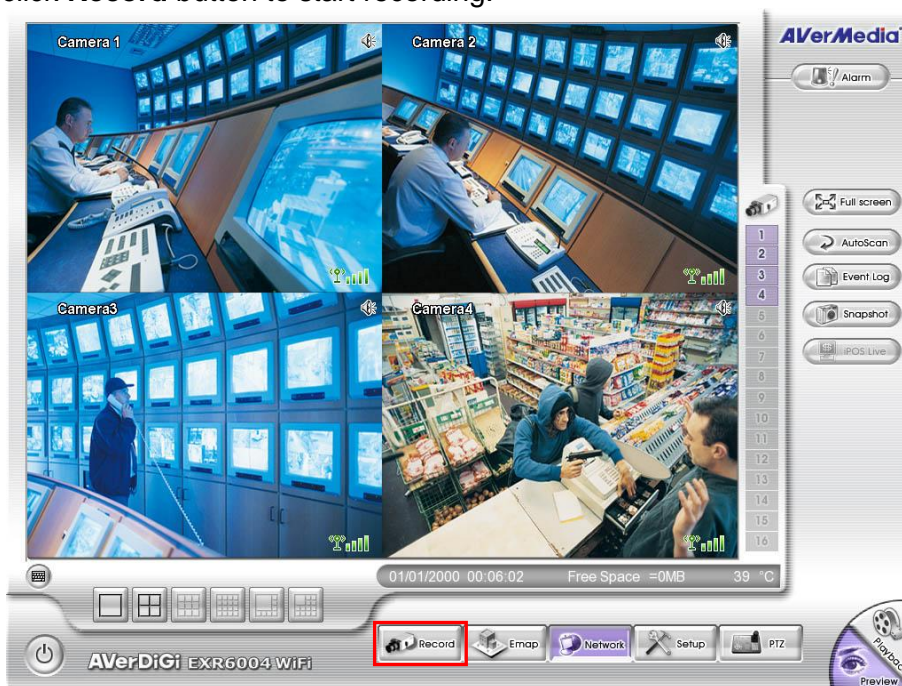 click Record button to start recording.
Camera 1
Camera 2
AVerMedia
Alarm
Full screen
AutoScan
Event Log
Snapshot
iPOS Live
1
2
3
4
5
6
7
8
9
10
11
12
13
14
15
16
Camera3
Camera4
01/01/2000 00:06:02 Free Space =0MB 39 °C
Record
Emap
Network
Setup
PTZ
AVerDiGi EXR6004 WiFi
Playbac
Preview